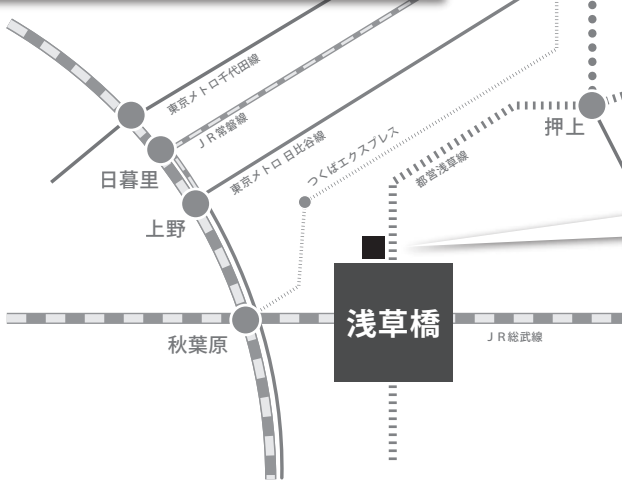 東京メトロ千代田線
JR常磐線
押上
東京メトロ 日比谷線
つくばエクスプレス
都営浅草線
日暮里
上野
浅草橋
JR総武線
秋葉原